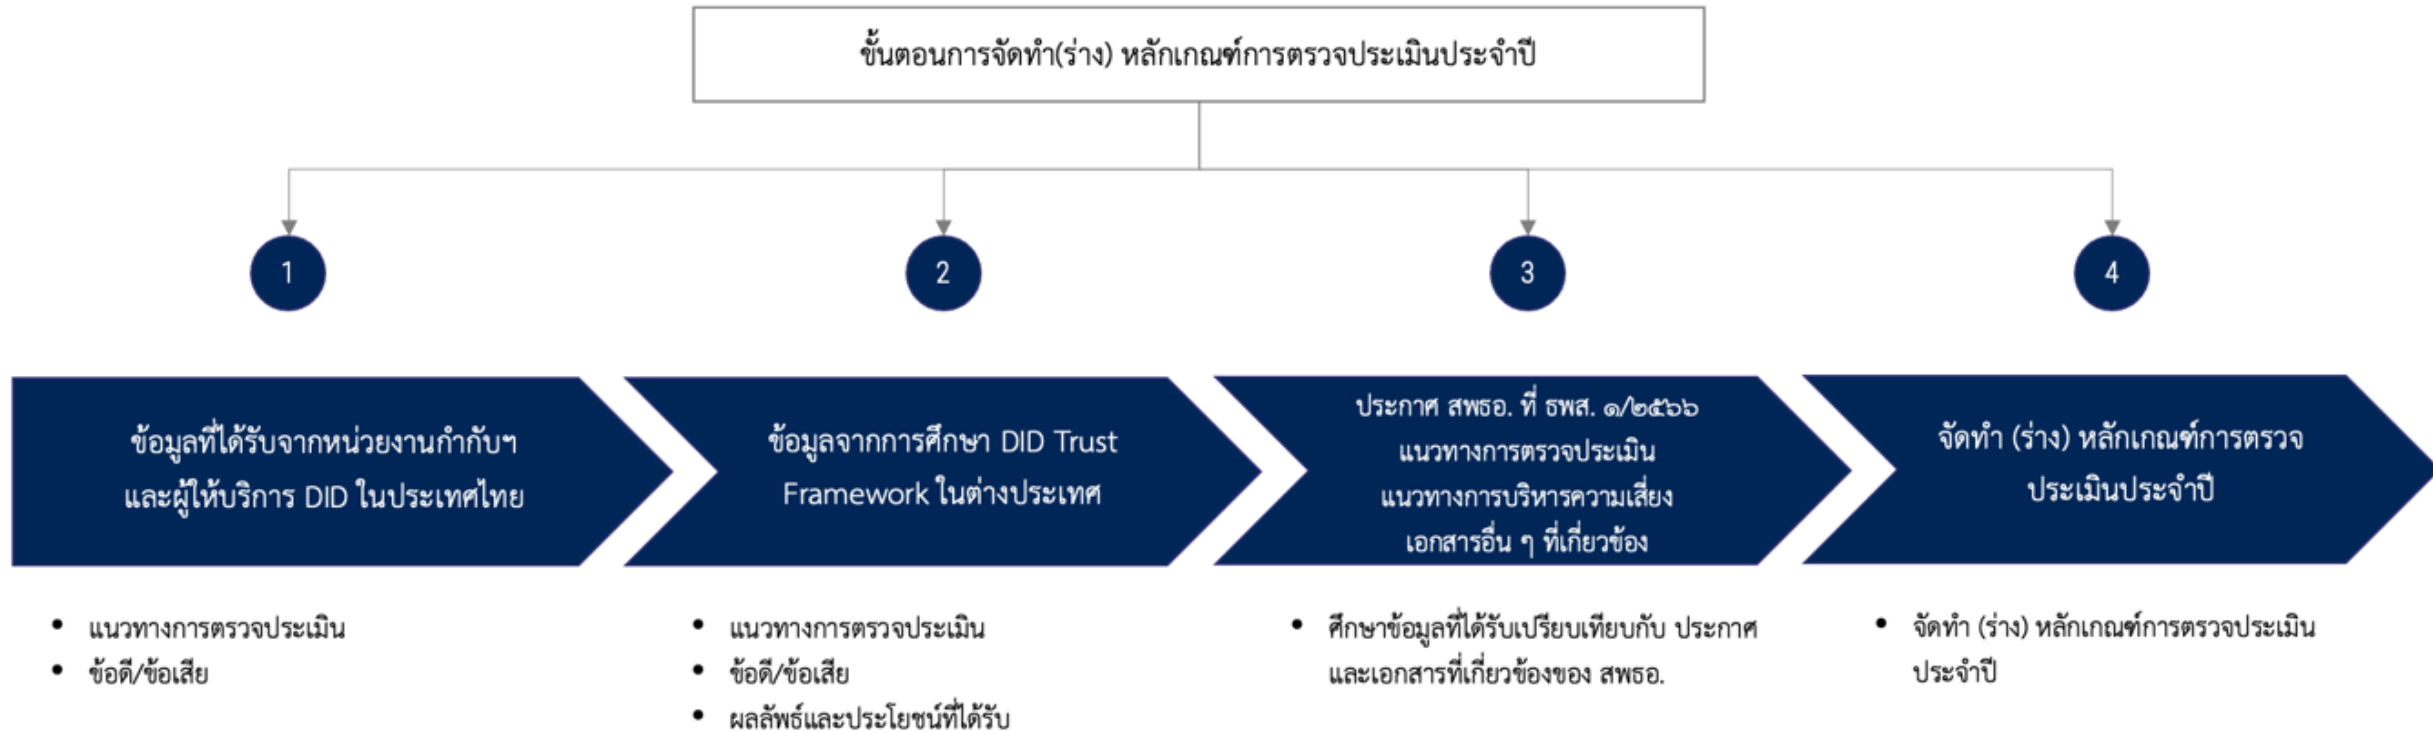 ขั้นตอนการจัดทำ(ร่าง) หลักเกณฑ์การตรวจประเมินประจำปี
1
2
3
4
ข้อมูลที่ได้รับจากหน่วยงานกำกับฯ
และผู้ให้บริการ DID ในประเทศไทย
ข้อมูลจากการศึกษา DID Trust
Framework ในต่างประเทศ
ประกาศ สพธอ. ที่ ธพส. ๑/๒๕๖๖
แนวทางการตรวจประเมิน
แนวทางการบริหารความเสี่ยง
เอกสารอื่น ๆ ที่เกี่ยวข้อง
จัดทำ (ร่าง) หลักเกณฑ์การตรวจ
ประเมินประจำปี
• แนวทางการตรวจประเมิน
• ข้อดี/ข้อเสีย
• แนวทางการตรวจประเมิน
• ข้อดี/ข้อเสีย
• ผลลัพธ์และประโยชน์ที่ได้รับ
• ศึกษาข้อมูลที่ได้รับเปรียบเทียบกับ ประกาศ
และเอกสารที่เกี่ยวข้องของ สพธอ.
• จัดทำ (ร่าง) หลักเกณฑ์การตรวจประเมิน
ประจำปี